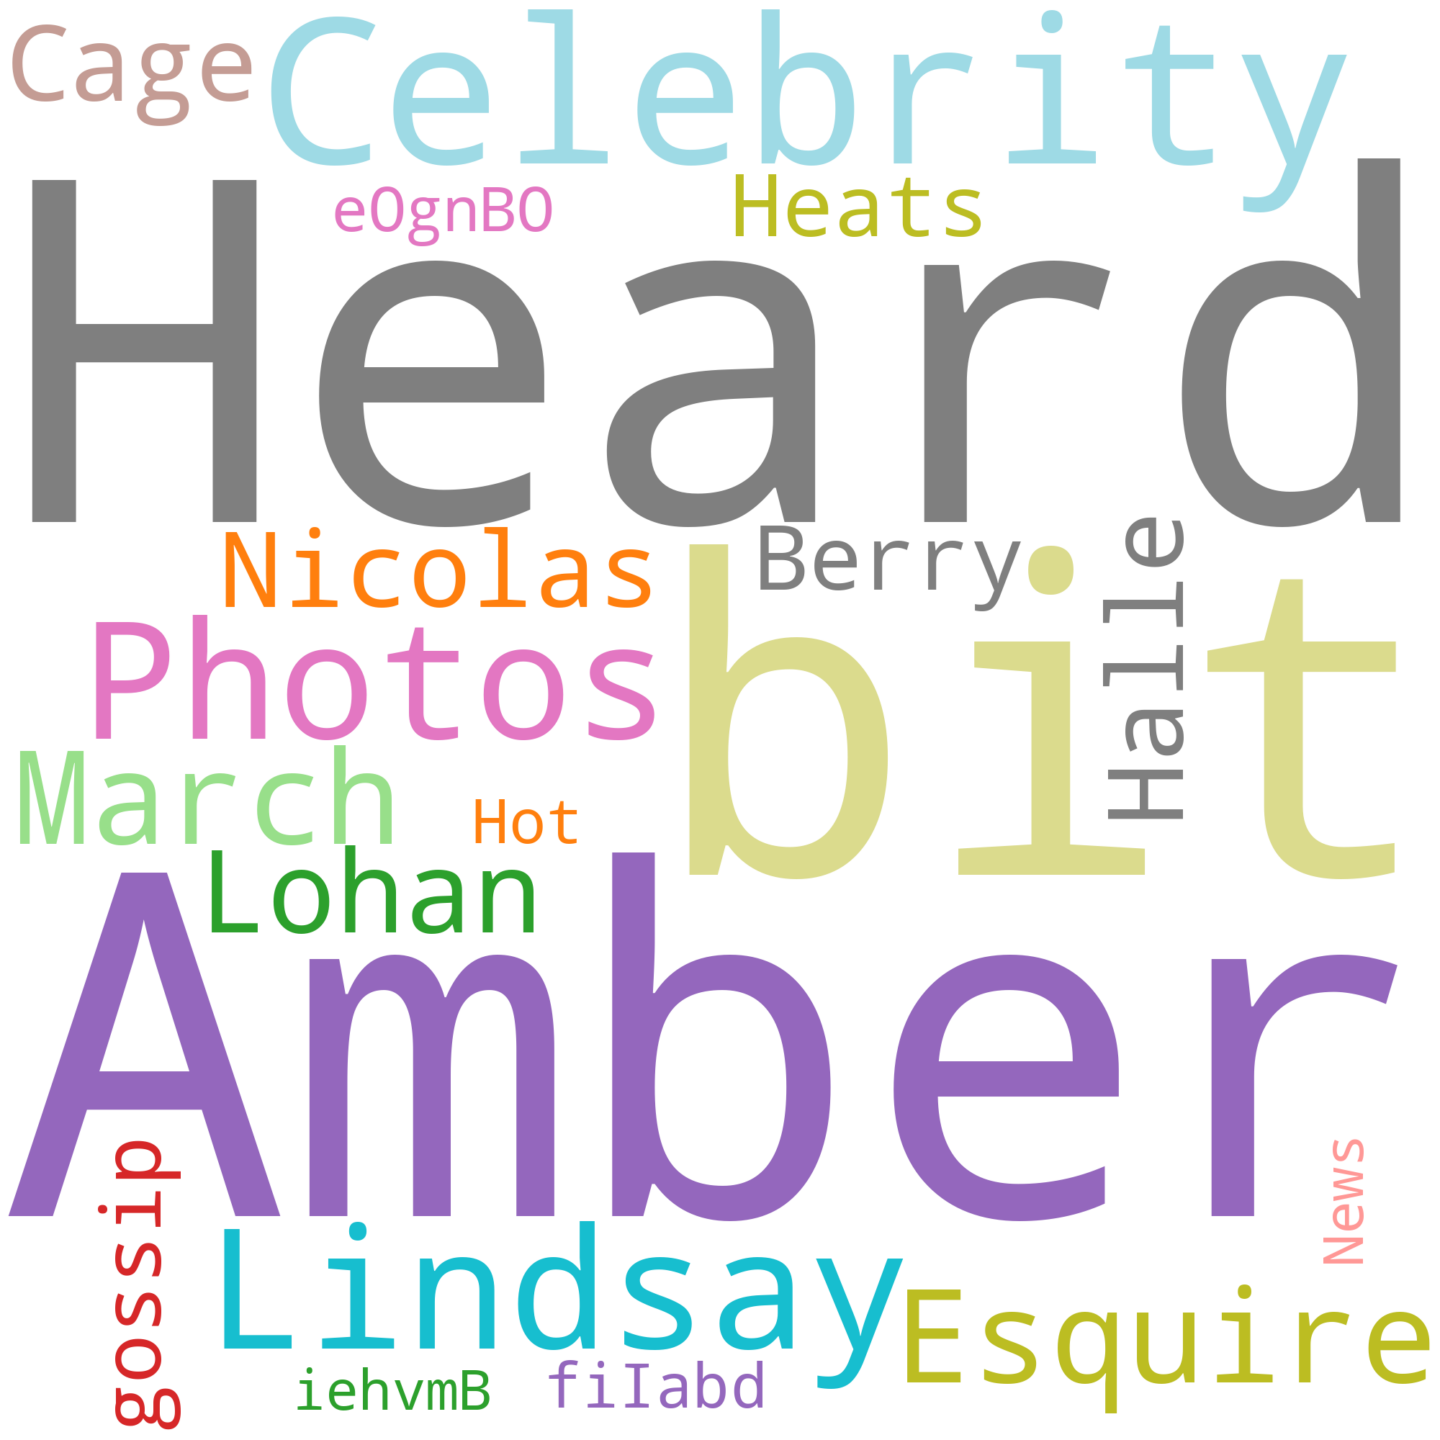 Cage
Celebrity
eOgnBO
Heats
Heard
Nicolas
Berry
Halle
Photos
bit
March
Hot
Lohan
Amber
gossip
News
Lindsay
Esquire
iehvmB
fiIabd